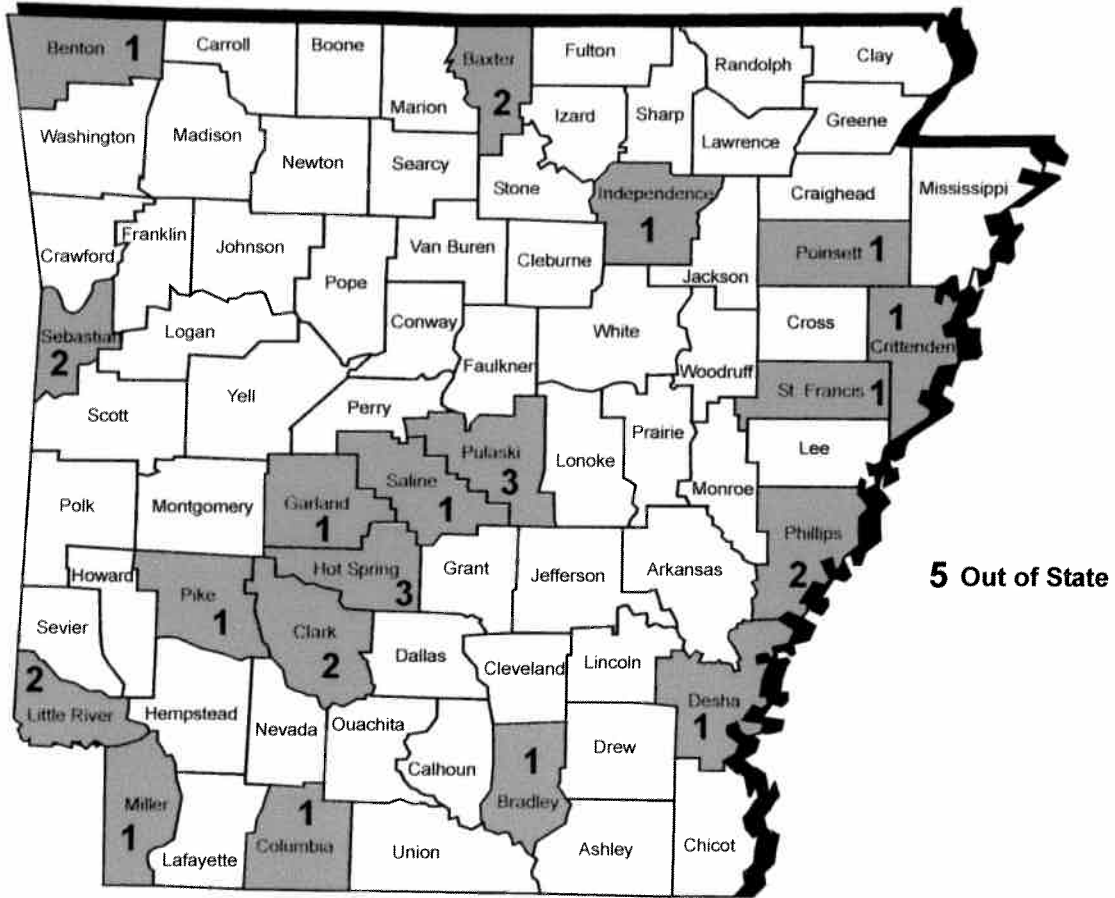 Benton 1
Carroll
Boone
Baxter
2
Fulton
Randolph
Clay
Marion
Izard
Sharp
Greene
Washington
Madison
Lawrence
Newton
Searcy
Stone
Independence
1
Craighead
Mississippi
Franklin
Crawford
Johnson
Van Buren
Cleburne
Poinsett 1
Pope
Jackson
Sebastian
2
Logan
Conway
White
Cross
1
Crittenden
Faulkner
Woodruff
Yell
St. Francis 1
Scott
Perry
Prairie
Lee
Pulaski
3
Lonoke
Saline
1
Garland
1
Polk
Montgomery
Monroe
Phillips
2
Howard
Hot Spring
3
Grant
Jefferson
Arkansas
5 Out of State
Pike
1
Sevier
Clark
2
Dallas
Cleveland
Lincoln
2
Little River
Hempstead
Nevada
Ouachita
Desha
1
Calhoun
1
Bradley
Drew
Miller
1
Lafayette
1
Columbia
Union
Ashley
Chicot